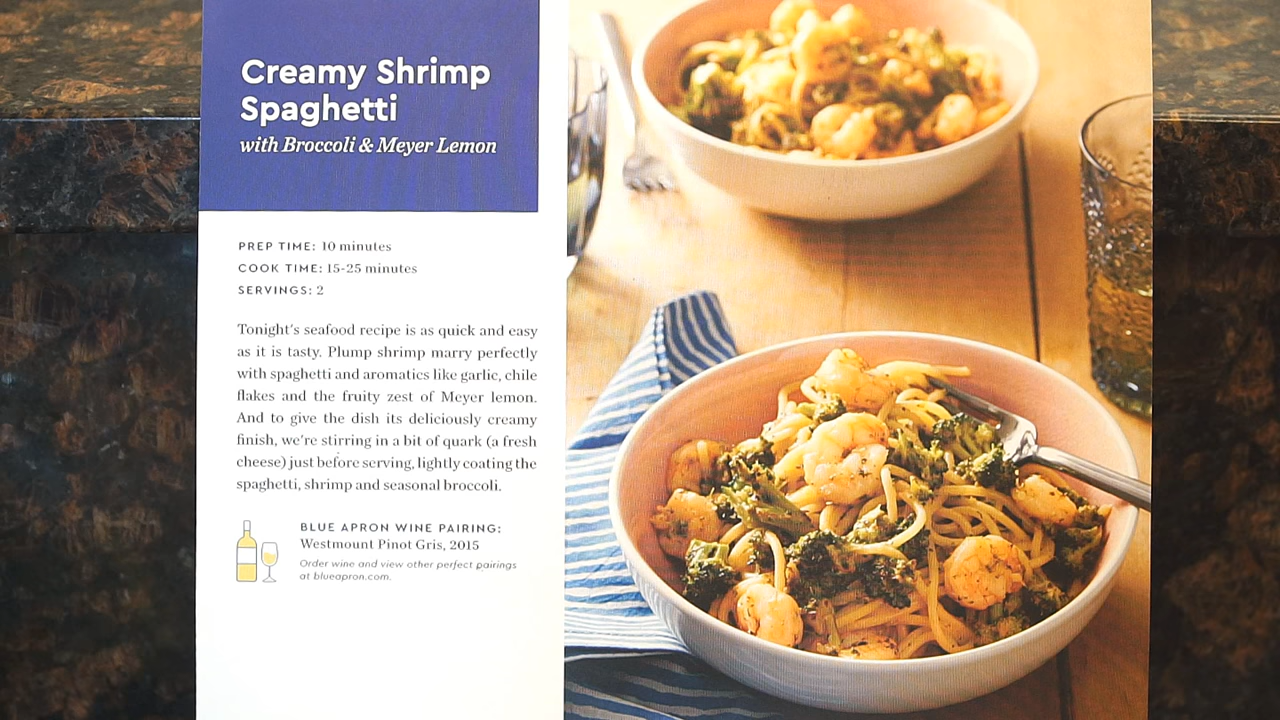 Creamy Shrimp
Spaghetti
with Broccoli & Meyer Lemon
PREP TIME: 10 minutes
COOK TIME: 15-25 minutes
SERVINGS: 2
Tonight's seafood recipe is as quick and easy
as it is tasty. Plump shrimp marry perfectly
with spaghetti and aromatics like garlic, chile
flakes and the fruity zest of Meyer lemon.
And to give the dish its deliciously creamy
finish, we're stirring in a bit of quark (a fresh
cheese) just before serving, lightly coating the
spaghetti, shrimp and seasonal broccoli.
BLUE APRON WINE PAIRING:
Westmount Pinot Gris, 2015
Order wine and view other perfect pairings
at blueapron.com.